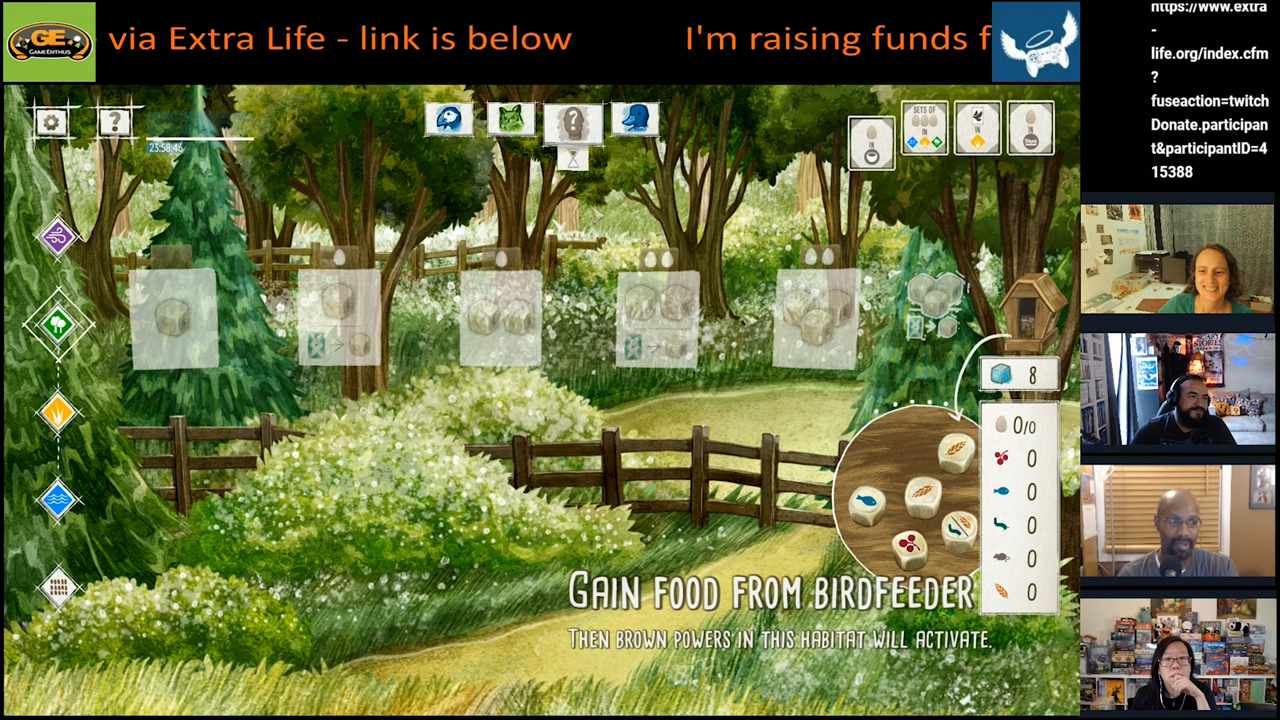 GE
GAMEENTHUS
via Extra Life - link is below
I'm raising funds f
https://www.extra
-
life.org/index.cfm
?
fuseaction=twitch
Donate.participan
t&participantID=4
15388
?
23:58:46
?
IN
SETS OF
IN
IN
IN
8
0/0
0
0
0
0
0
GAIN FOOD FROM BIRDFEEDER
THEN BROWN POWERS IN THIS HABITAT WILL ACTIVATE.